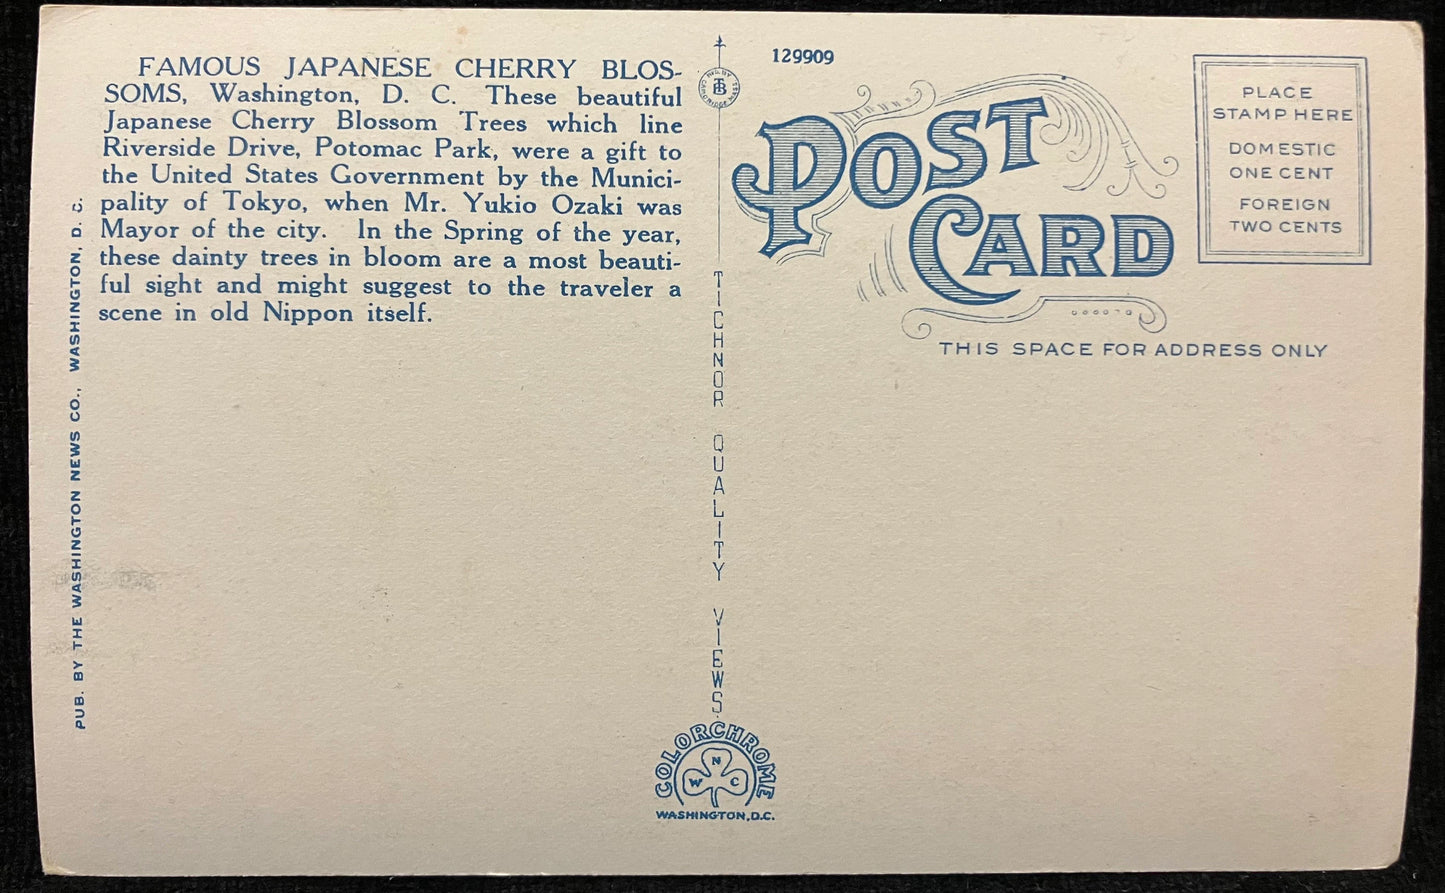 FAMOUS JAPANESE CHERRY BLOS-
SOMS, Washington, D. C. These beautiful
Japanese Cherry Blossom Trees which line
Riverside Drive, Potomac Park, were a gift to
the United States Government by the Munici-
pality of Tokyo, when Mr. Yukio Ozaki was
Mayor of the city. In the Spring of the year,
these dainty trees in bloom are a most beauti-
ful sight and might suggest to the traveler a
scene in old Nippon itself.
PUB. BY THE WASHINGTON NEWS CO., WASHINGTON, D. C.
MFG. BY
TB
CAMBRIDGE MASS
TICHNOR QUALITY VIEWS
COLORCHROME
N
W C
WASHINGTON, D.C.
129909
POST
CARD
THIS SPACE FOR ADDRESS ONLY
PLACE
STAMP HERE
DOMESTIC
ONE CENT
FOREIGN
TWO CENTS